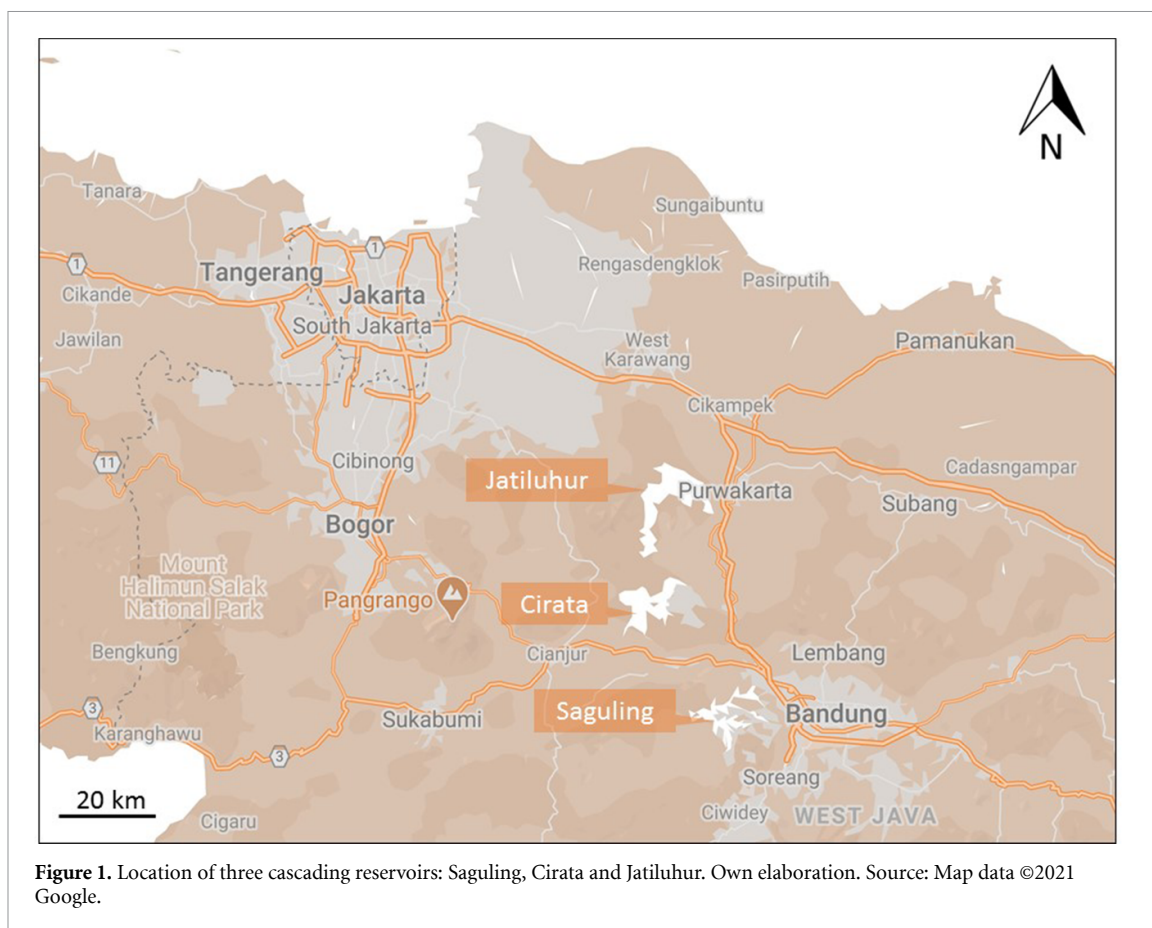 N
Tanara
Sungaibuntu
1
Rengasdengklok
1
Tangerang
Pasirputih
Cikande
Jakarta
South Jakarta
Jawilan
West
Karawang
Pamanukan
Cikampek
11
Cibinong
Cadasngampar
Jatiluhur
Purwakarta
Subang
Bogor
Mount
Halimun Salak
National Park
Pangrango
Cirata
Bengkung
Cianjur
Lembang
3
Saguling
Sukabumi
Bandung
Karanghawu
3
Soreang
20 km
Ciwidey
WEST JAVA
Cigaru
Figure 1. Location of three cascading reservoirs: Saguling, Cirata and Jatiluhur. Own elaboration. Source: Map data ©2021
Google.